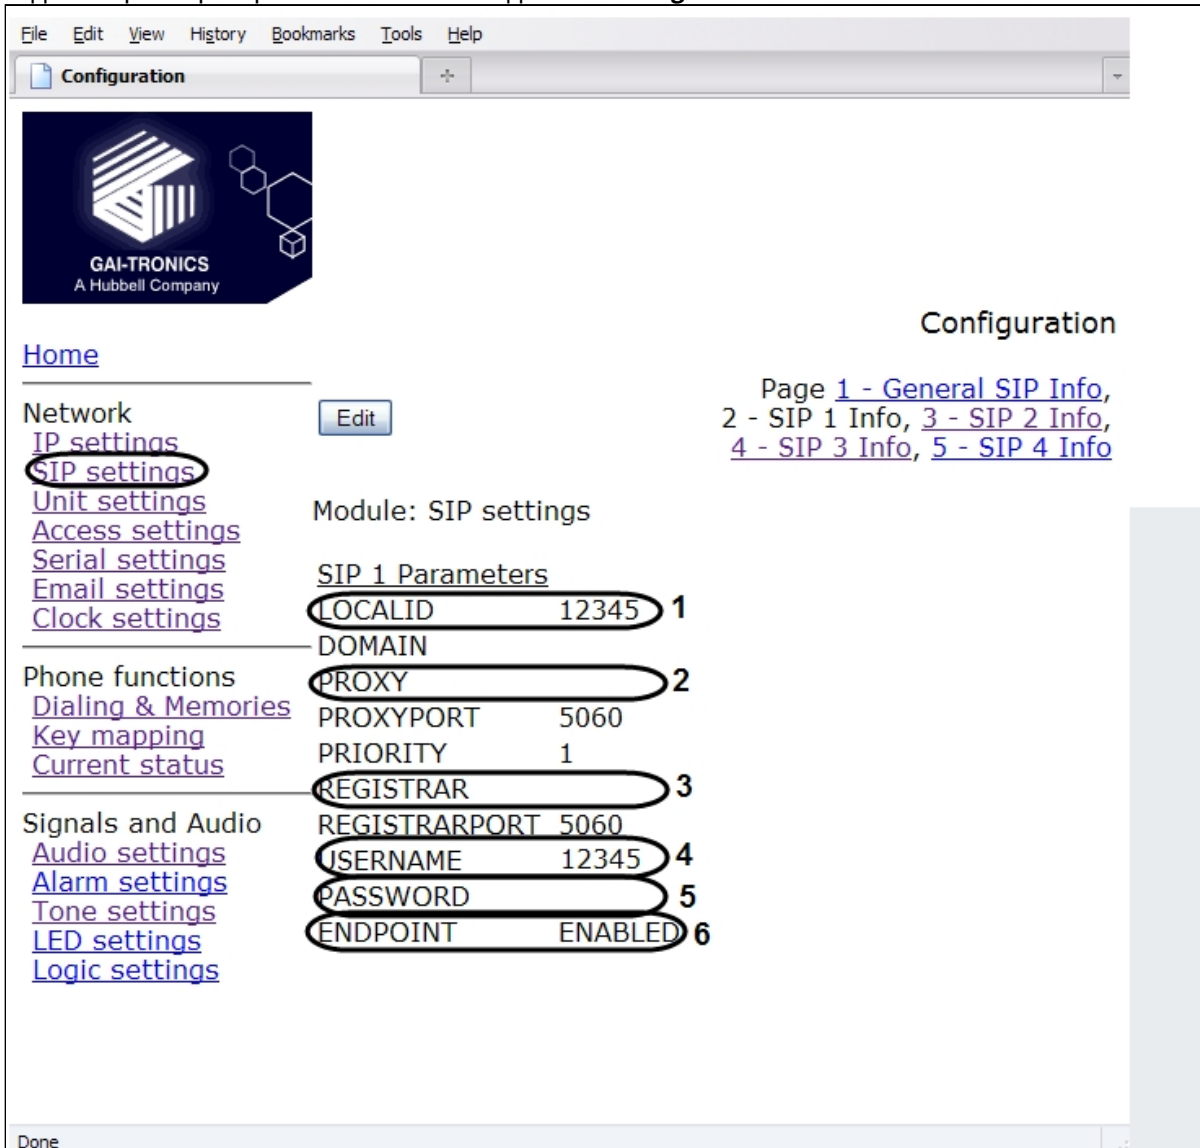 File Edit View History Bookmarks Tools Help
Configuration
GAI-TRONICS
A Hubbell Company
Configuration
Home
Page 1 - General SIP Info,
2 - SIP 1 Info, 3 - SIP 2 Info,
4 - SIP 3 Info, 5 - SIP 4 Info
Edit
Network
IP settings
SIP settings
Unit settings
Access settings
Serial settings
Email settings
Clock settings
Phone functions
Dialing & Memories
Key mapping
Current status
Signals and Audio
Audio settings
Alarm settings
Tone settings
LED settings
Logic settings
Module: SIP settings
SIP 1 Parameters
LOCALID 12345 1
DOMAIN
PROXY 2
PROXYPORT 5060
PRIORITY 1
REGISTRAR 3
REGISTRARPORT 5060
USERNAME 12345 4
PASSWORD 5
ENDPOINT ENABLED 6
Done